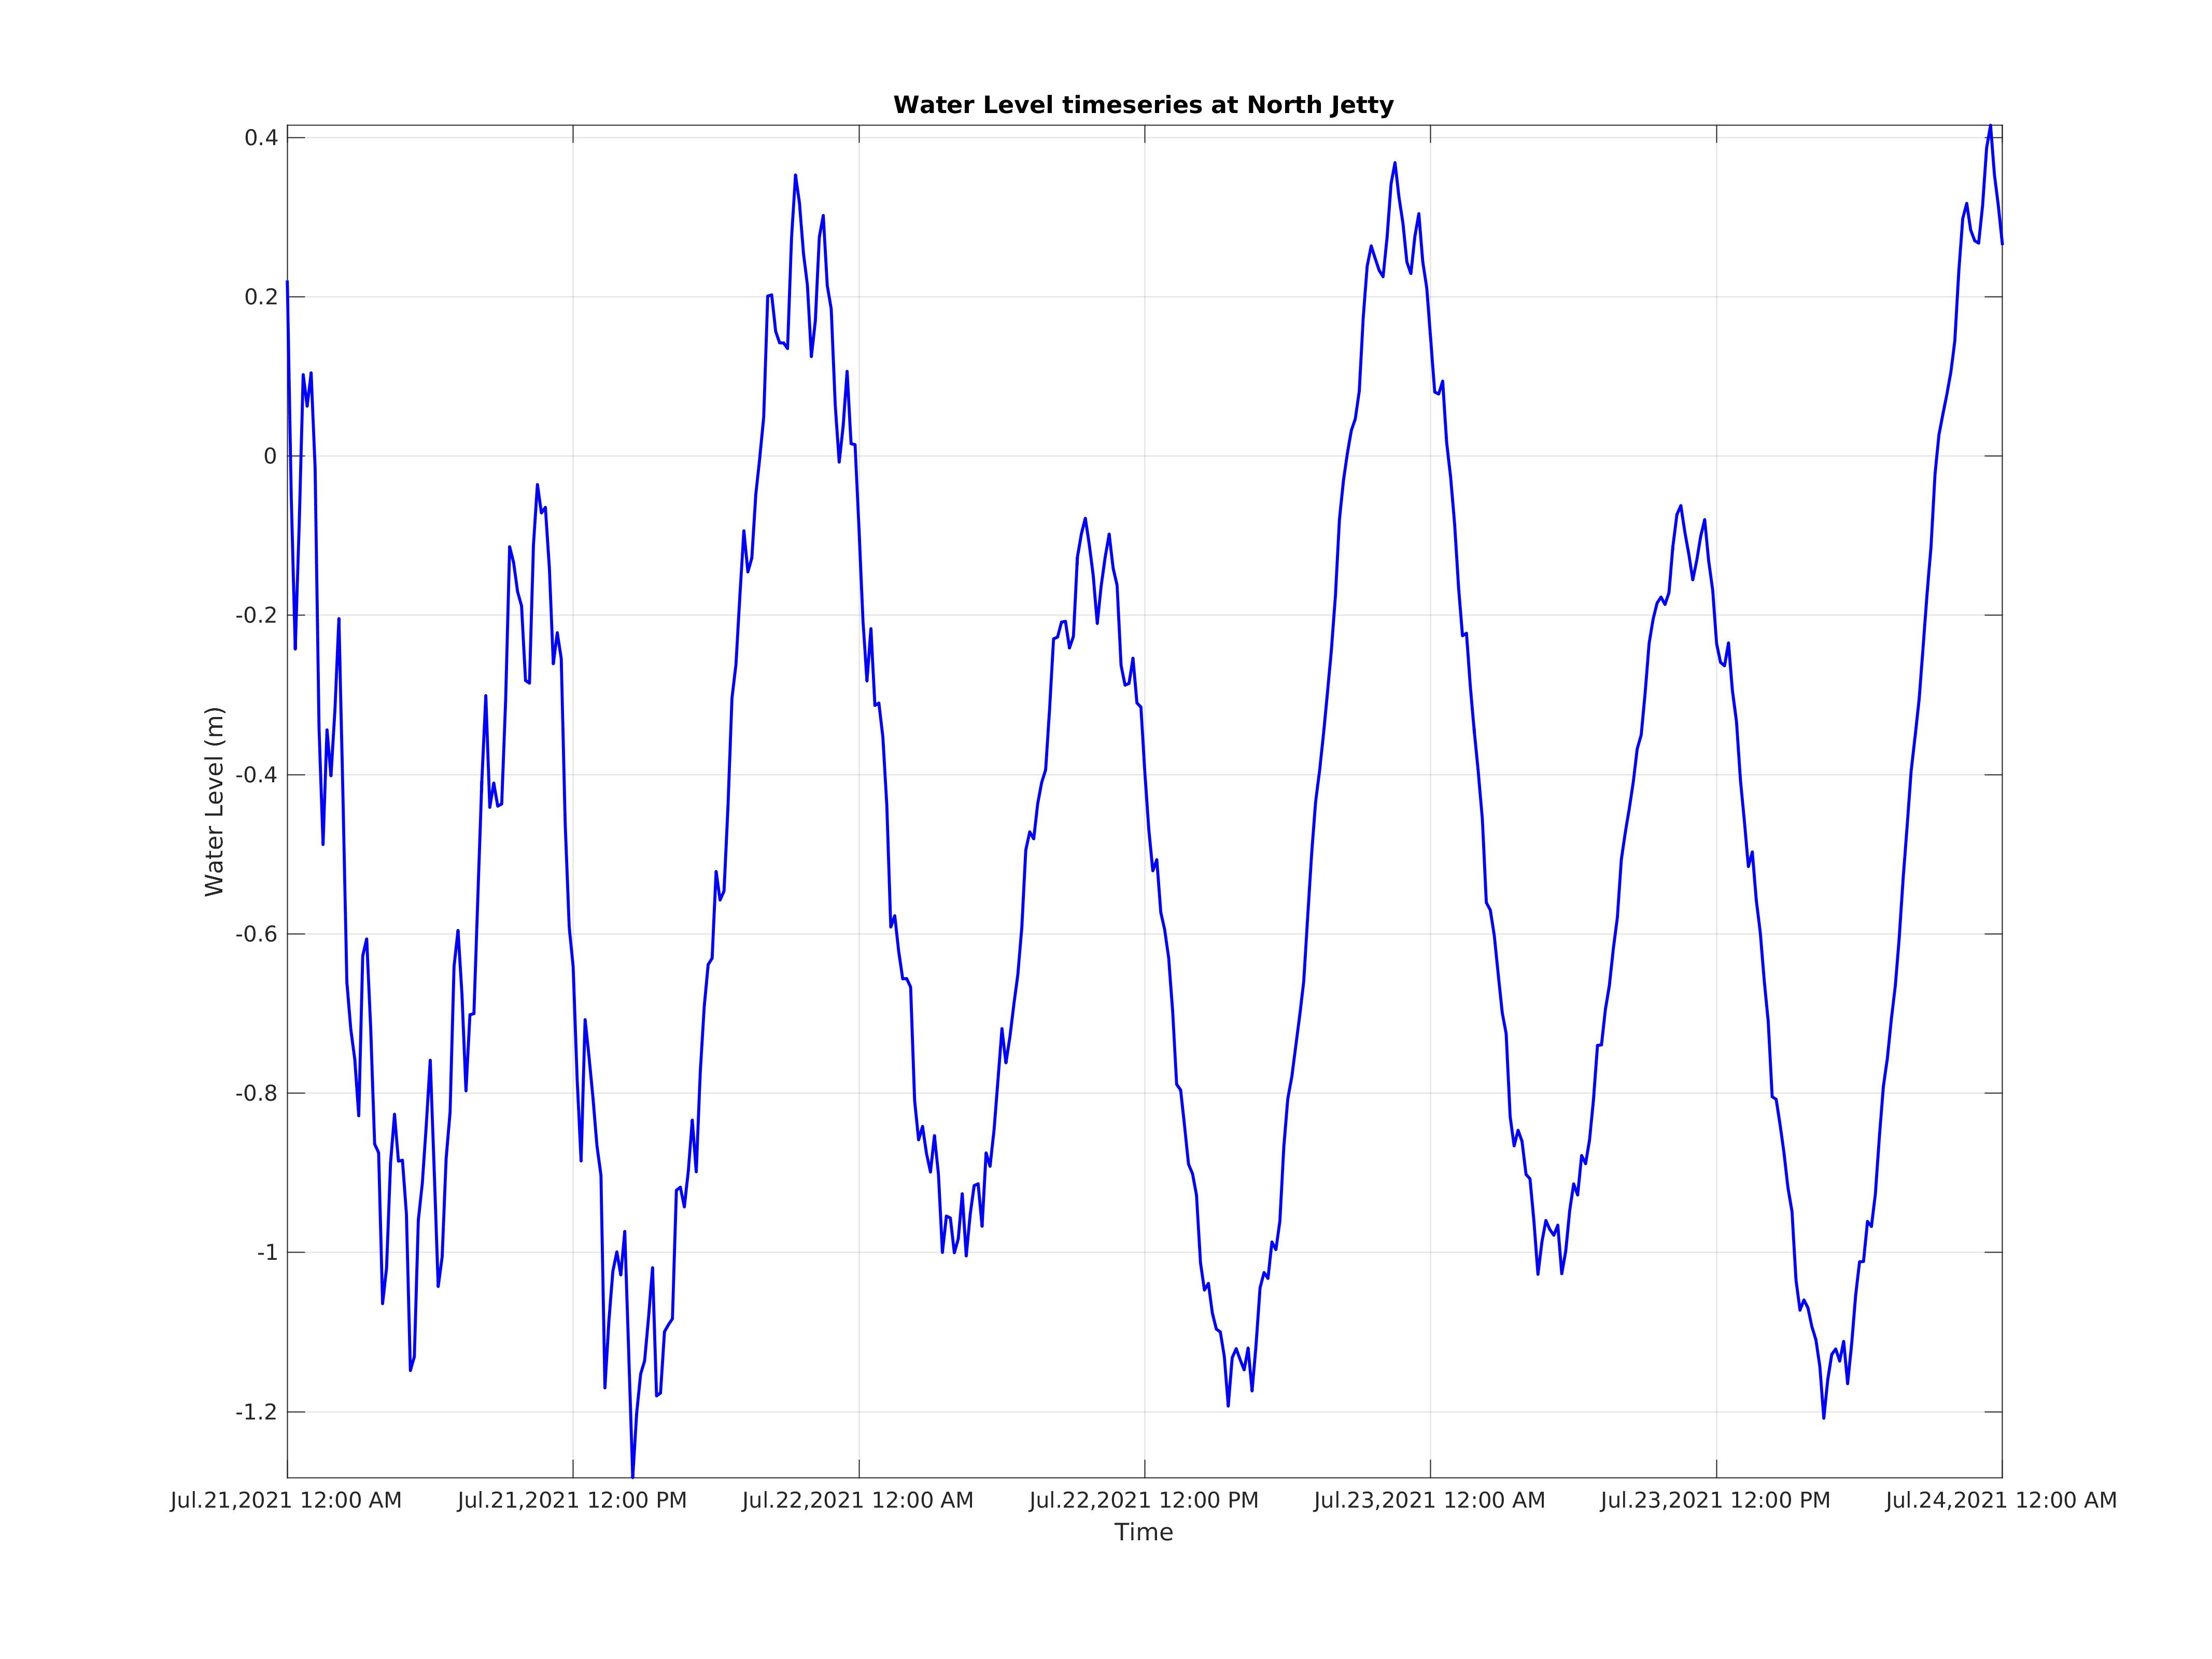 Water Level timeseries at North Jetty
0.4
0.2
0
-0.2
-0.4
-0.6
-0.8
-1
-1.2
Water Level (m)
Jul.21,2021 12:00 AM Jul.21,2021 12:00 PM Jul.22,2021 12:00 AM Jul.22,2021 12:00 PM Jul.23,2021 12:00 AM Jul.23,2021 12:00 PM Jul.24,2021 12:00 AM
Time